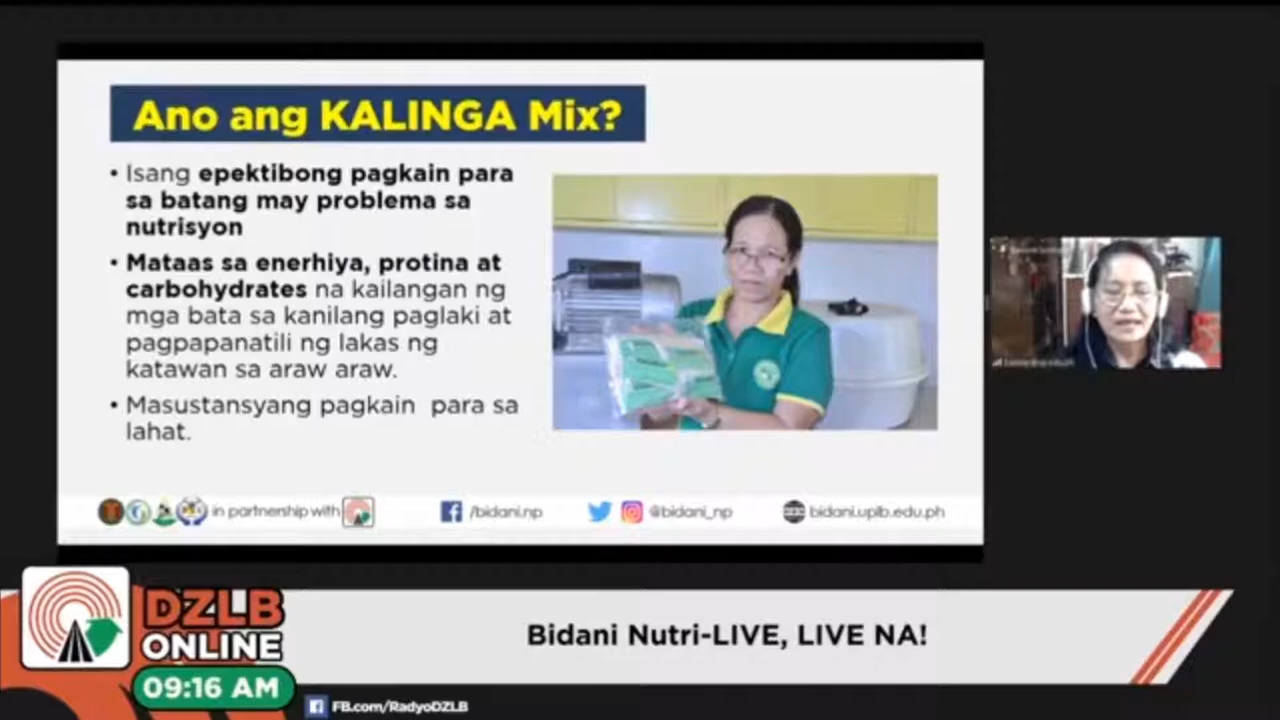 Ano ang KALINGA Mix?
• Isang epektibong pagkain para
sa batang may problema sa
nutrisyon
• Mataas sa enerhiya, protina at
carbohydrates na kailangan ng
mga bata sa kanilang paglaki at
pagpapanatili ng lakas ng
katawan sa araw araw.
• Masustansyang pagkain para sa
lahat.
in partnership with
/bidani.np
@bidani_np
bidani.uplb.edu.ph
DZLB
ONLINE
09:16 AM
Bidani Nutri-LIVE, LIVE NA!
FB.com/RadyoDZLB